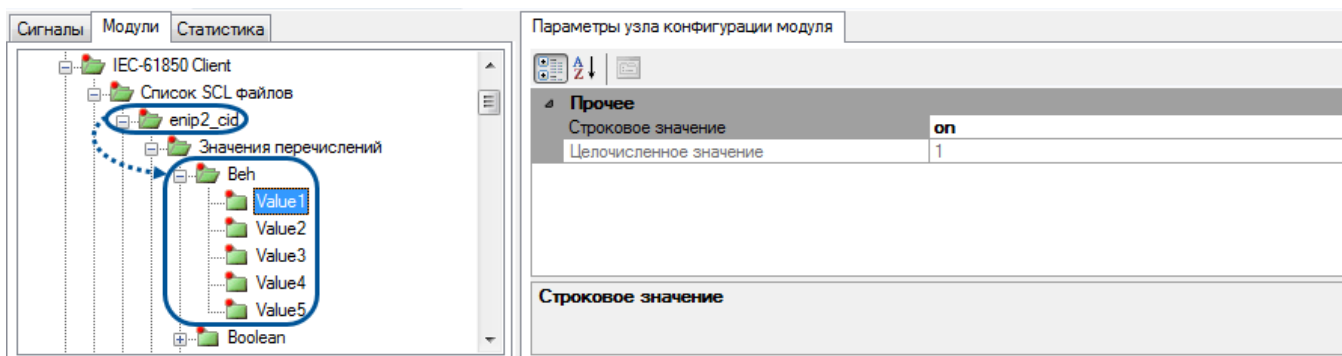 Сигналы Модули Статистика
IEC-61850 Client
Список SCL файлов
enip2_cid
Значения перечислений
Beh
Value1
Value2
Value3
Value4
Value5
Boolean
Параметры узла конфигурации модуля
Прочее
Строковое значение on
Целочисленное значение 1
Строковое значение